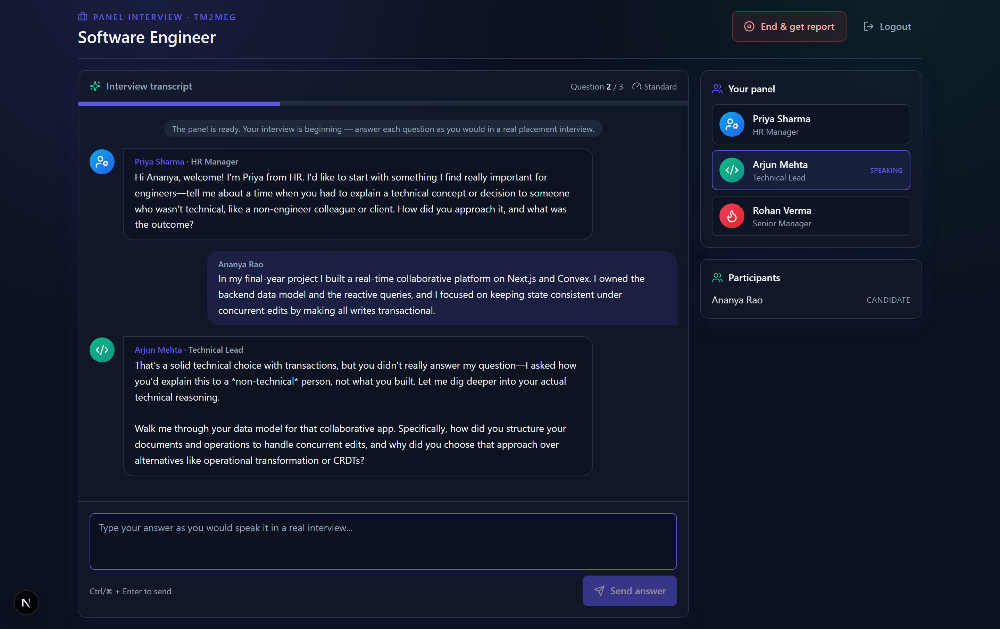 PANEL INTERVIEW · TM2MEG
Software Engineer
End & get report
Logout
Interview transcript
Question 2 / 3
Standard
The panel is ready. Your interview is beginning — answer each question as you would in a real placement interview.
Priya Sharma · HR Manager
Hi Ananya, welcome! I'm Priya from HR. I'd like to start with something I find really important for
engineers—tell me about a time when you had to explain a technical concept or decision to someone
who wasn't technical, like a non-engineer colleague or client. How did you approach it, and what was
the outcome?
Ananya Rao
In my final-year project I built a real-time collaborative platform on Next.js and Convex. I owned the
backend data model and the reactive queries, and I focused on keeping state consistent under
concurrent edits by making all writes transactional.
Arjun Mehta · Technical Lead
That's a solid technical choice with transactions, but you didn't really answer my question—I asked how
you'd explain this to a *non-technical* person, not what you built. Let me dig deeper into your actual
technical reasoning.
Walk me through your data model for that collaborative app. Specifically, how did you structure your
documents and operations to handle concurrent edits, and why did you choose that approach over
alternatives like operational transformation or CRDTs?
Type your answer as you would speak it in a real interview...
Ctrl/⌘ + Enter to send
Send answer
Your panel
Priya Sharma
HR Manager
Arjun Mehta
Technical Lead
SPEAKING
Rohan Verma
Senior Manager
Participants
Ananya Rao
CANDIDATE
N